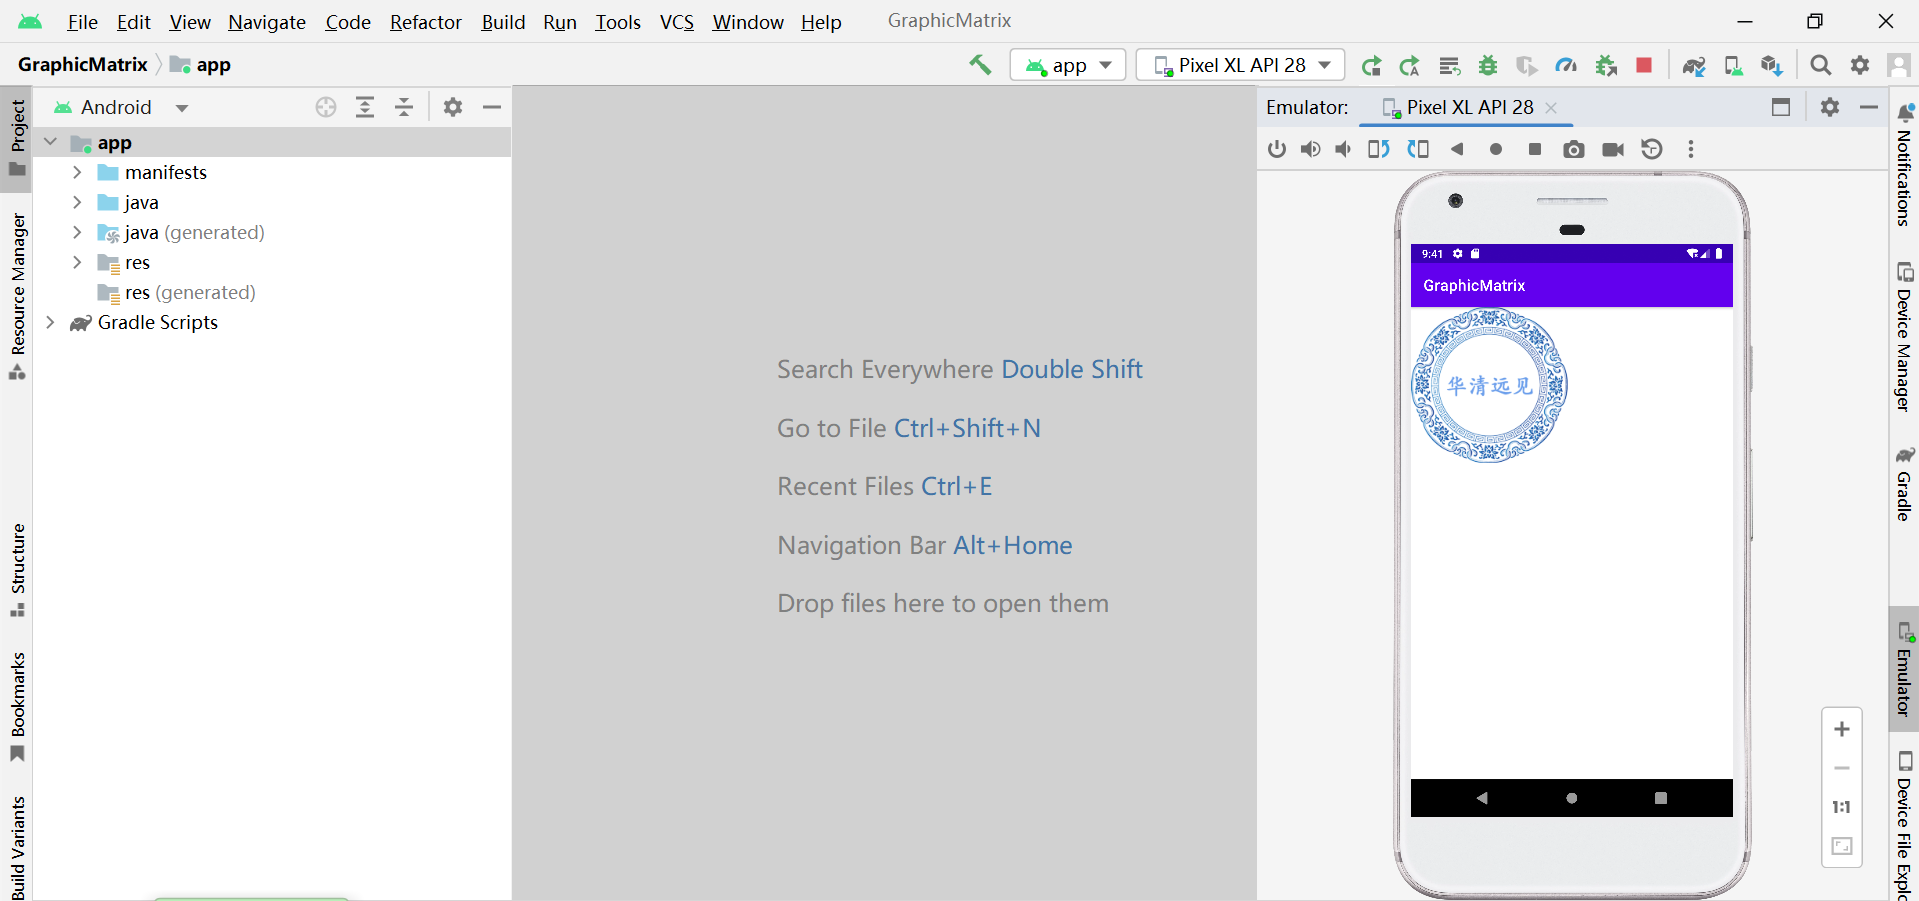 File Edit View Navigate Code Refactor Build Run Tools VCS Window Help GraphicMatrix
GraphicMatrix app
app Pixel XL API 28
Project
Resource Manager
Structure
Bookmarks
Build Variants
Android
app
manifests
java
java (generated)
res
res (generated)
Gradle Scripts
Search Everywhere Double Shift
Go to File Ctrl+Shift+N
Recent Files Ctrl+E
Navigation Bar Alt+Home
Drop files here to open them
Emulator: Pixel XL API 28
9:41
GraphicMatrix
华清远见
1:1
Notifications
Device Manager
Gradle
Emulator
Device File Explo